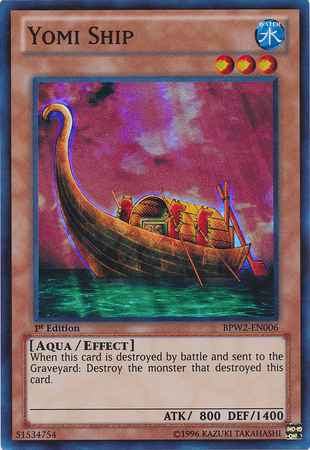 Yomi Ship
WATER
水
1st Edition
BPW2-EN006
[Aqua / Effect]
When this card is destroyed by battle and sent to the
Graveyard: Destroy the monster that destroyed this
card.
ATK/ 800 DEF/1400
51534754
©1996 KAZUKI TAKAHASHI